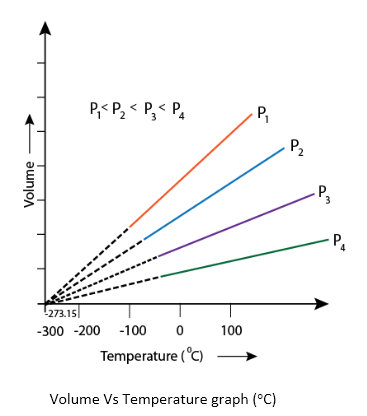 P₁< P₂ < P₃ < P₄
P₁
P₂
P₃
P₄
Volume
-273.15
-300 -200 -100 0 100
Temperature (°C)
Volume Vs Temperature graph (°C)